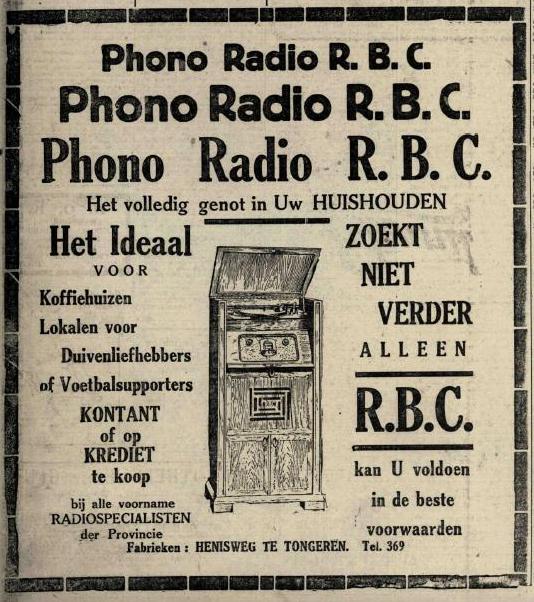 Phono Radio R. B. C.
Phono Radio R. B. C.
Phono Radio R. B. C.
Het volledig genot in Uw HUISHOUDEN
Het Ideaal
VOOR
Koffiehuizen
Lokalen voor
Duivenliefhebbers
of Voetbalsupporters
KONTANT
of op
KREDIET
te koop
bij alle voorname
RADIOSPECIALISTEN
der Provincie
ZOEKT
NIET
VERDER
ALLEEN
R.B.C.
kan U voldoen
in de beste
voorwaarden
Fabrieken : HENISWEG TE TONGEREN. Tel. 369